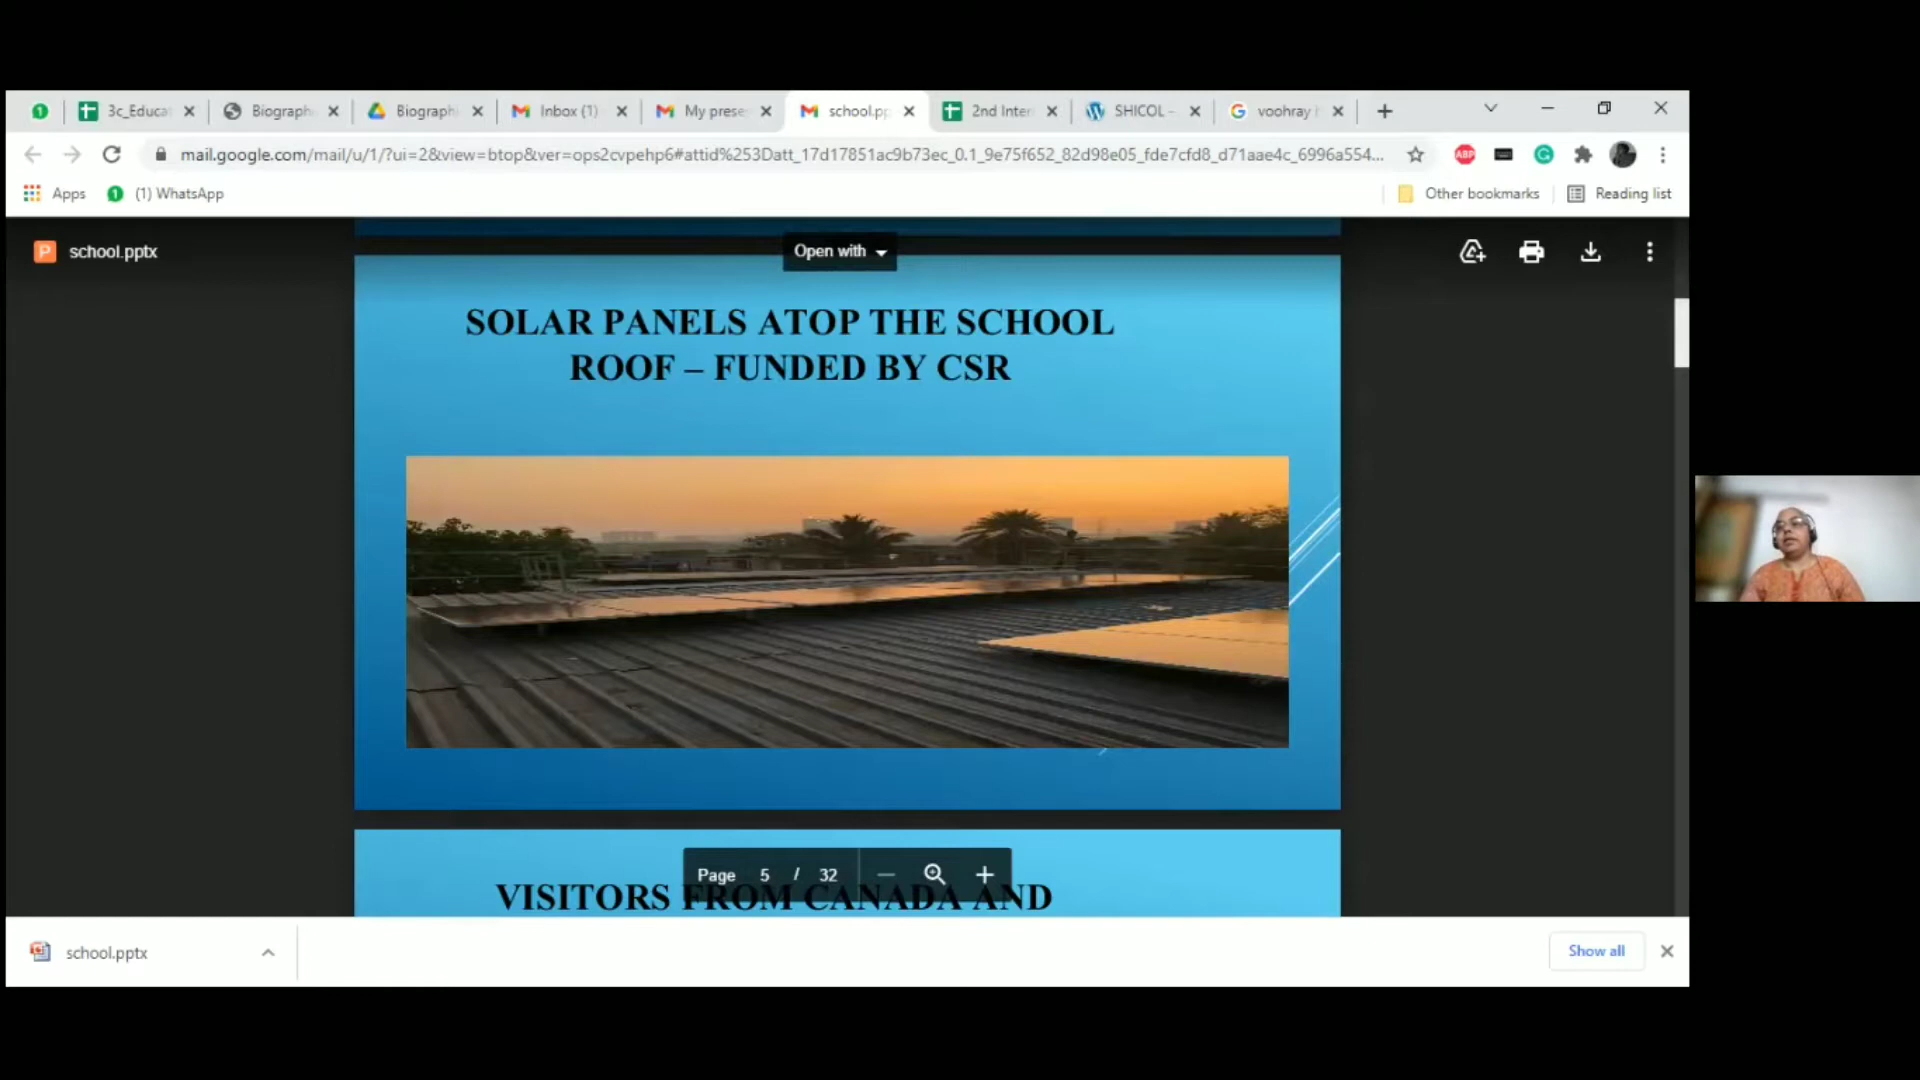 3c_Educa
Biograph
Biograph
Inbox (1)
My prese
school.pp
2nd Inter
SHICOL -
voohray
mail.google.com/mail/u/1/?ui=2&view=btop&ver=ops2cvpehp6#attid%253Datt_17d17851ac9b73ec_0.1_9e75f652_82d98e05_fde7cfd8_d71aae4c_6996a554...
ABP
Apps
1
(1) WhatsApp
Other bookmarks
Reading list
P
school.pptx
Open with
SOLAR PANELS ATOP THE SCHOOL
ROOF – FUNDED BY CSR
Page 5 / 32
VISITORS FROM CANADA AND
school.pptx
Show all